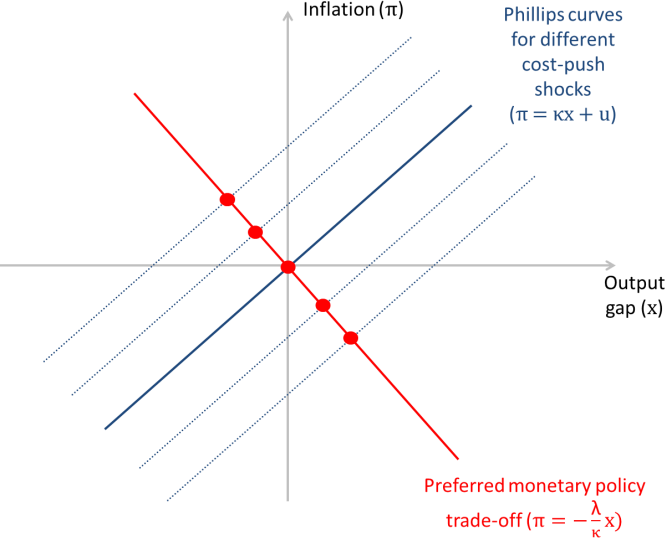 Inflation (π)
Phillips curves
for different
cost-push
shocks
(π = κx + u)
Output
gap (x)
Preferred monetary policy
trade-off (π = −λ/κ x)